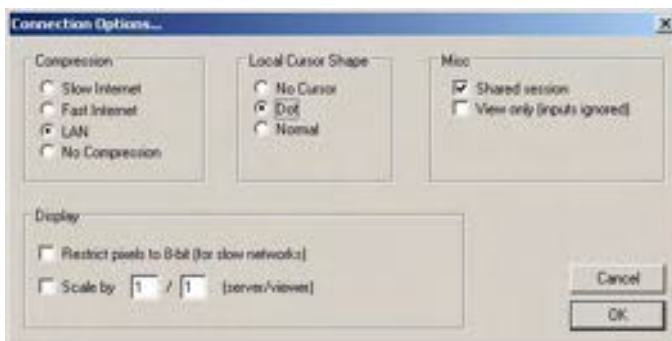 Connection Options...
Compression
Slow Internet
Fast Internet
LAN
No Compression
Local Cursor Shape
No Cursor
Dot
Normal
Misc
Shared session
View only (inputs ignored)
Display
Restrict pixels to 8-bit (for slow networks)
Scale by 1 / 1 (server/viewer)
Cancel
OK